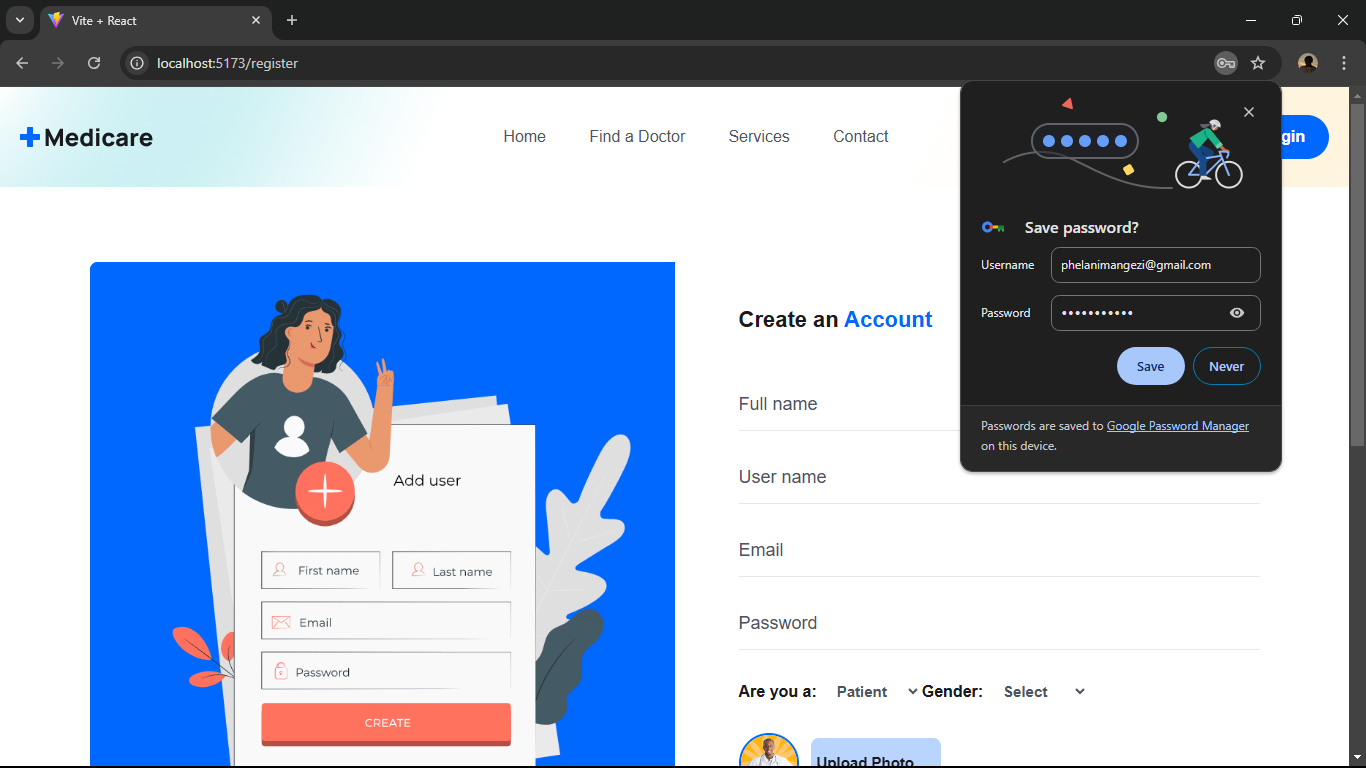 Vite + React
localhost:5173/register
Medicare
Home
Find a Doctor
Services
Contact
gin
Save password?
Username
phelanimangezi@gmail.com
Password
•••••••••••
Save
Never
Passwords are saved to Google Password Manager
on this device.
Add user
First name
Last name
Email
Password
CREATE
Create an Account
Full name
User name
Email
Password
Are you a: Patient Gender: Select
Upload Photo